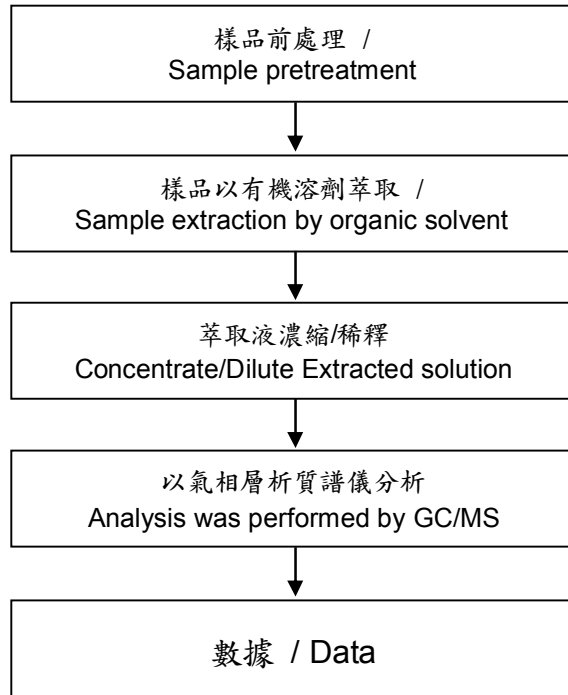 樣品前處理 /
Sample pretreatment
樣品以有機溶劑萃取 /
Sample extraction by organic solvent
萃取液濃縮/稀釋
Concentrate/Dilute Extracted solution
以氣相層析質譜儀分析
Analysis was performed by GC/MS
數據 / Data